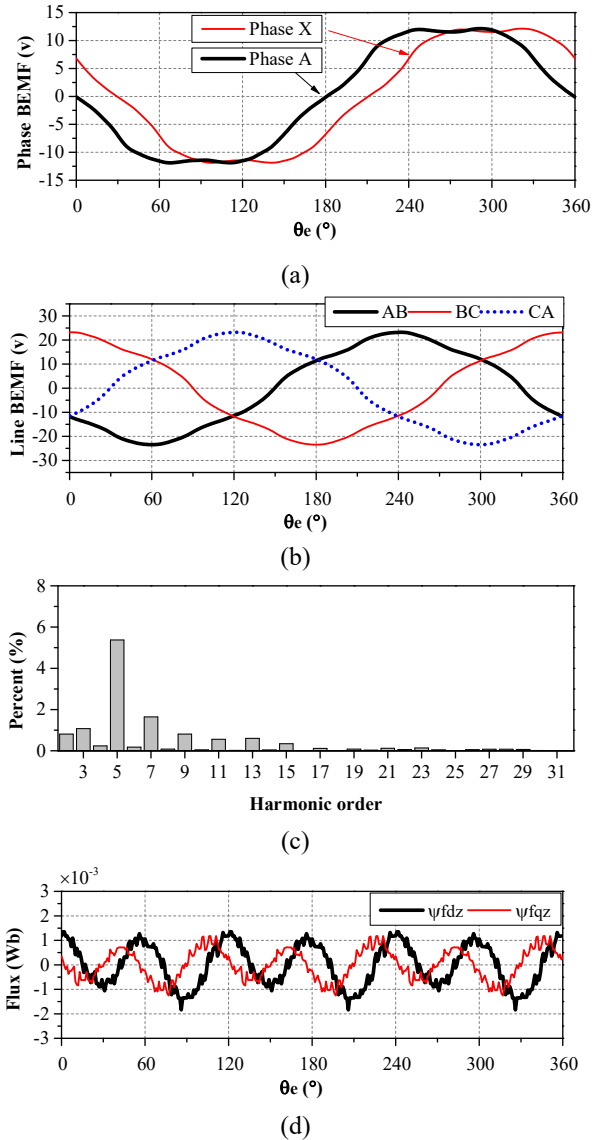 15
10
5
0
-5
-10
-15
Phase BEMF (v)
Phase X
Phase A
0 60 120 180 240 300 360
θe (°)
(a)
30
20
10
0
-10
-20
-30
Line BEMF (v)
AB BC CA
0 60 120 180 240 300 360
θe (°)
(b)
8
6
4
2
0
Percent (%)
3 5 7 9 11 13 15 17 19 21 23 25 27 29 31
Harmonic order
(c)
×10⁻³
3
2
1
0
-1
-2
-3
Flux (Wb)
ψfdz ψfqz
0 60 120 180 240 300 360
θe (°)
(d)